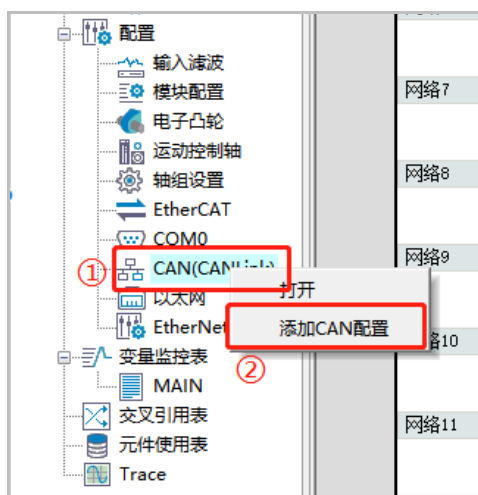 配置
输入滤波
模块配置
网络7
电子凸轮
运动控制轴
轴组设置
网络8
EtherCAT
COM0
① CAN(CANLink)
网络9
打开
以太网
EtherNet
添加CAN配置
络10
②
变量监控表
MAIN
交叉引用表
网络11
元件使用表
Trace